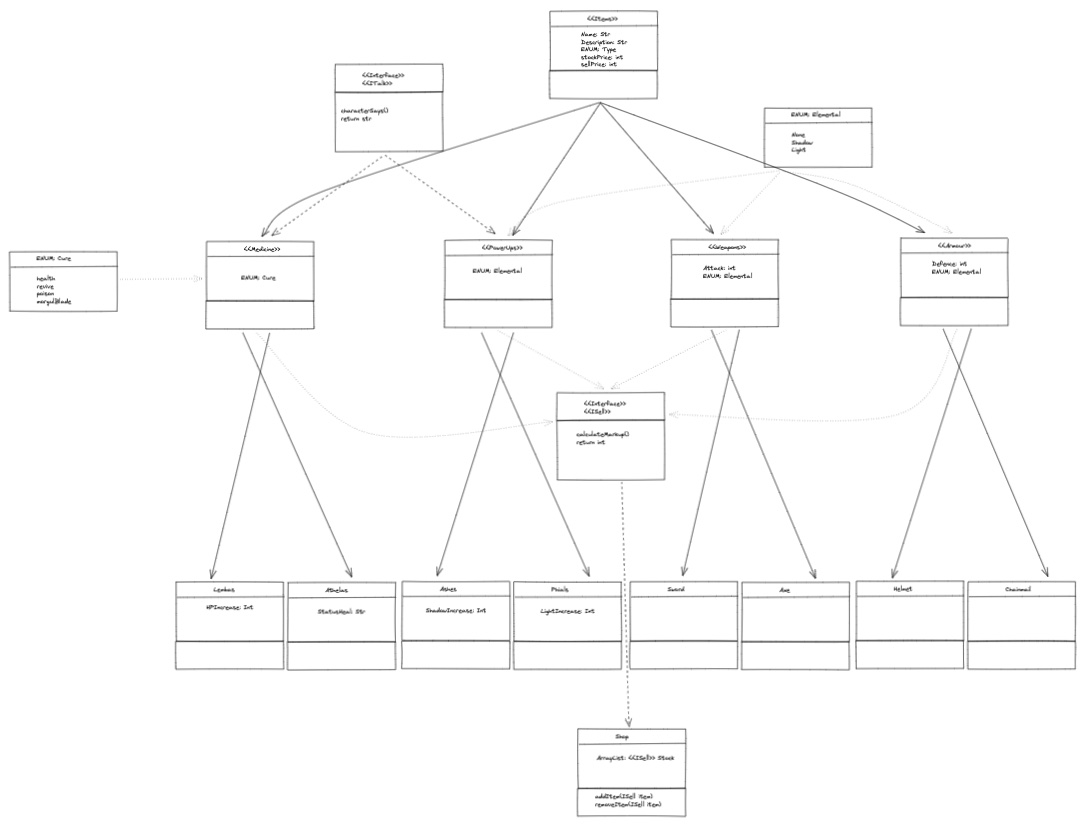 <<Items>>
Name: Str
Description: Str
ENUM: Type
stockPrice: int
sellPrice: int
<<Interface>>
<<ITalk>>
characterSays()
return str
ENUM: Elemental
None
Shadow
Light
<<Medicine>>
ENUM: Cure
<<PowerUps>>
ENUM: Elemental
<<Weapons>>
Attack: int
ENUM: Elemental
<<Armour>>
Defence: int
ENUM: Elemental
ENUM: Cure
health
revive
poison
morgulBlade
<<Interface>>
<<ISell>>
calculateMarkup()
return int
Lembas
HPIncrease: Int
Athelas
StatusHeal: Str
Ashes
ShadowIncrease: Int
Phials
LightIncrease: Int
Sword
Axe
Helmet
Chainmail
Shop
ArrayList: <<ISell>> Stock
addItem(ISell item)
removeItem(ISell item)